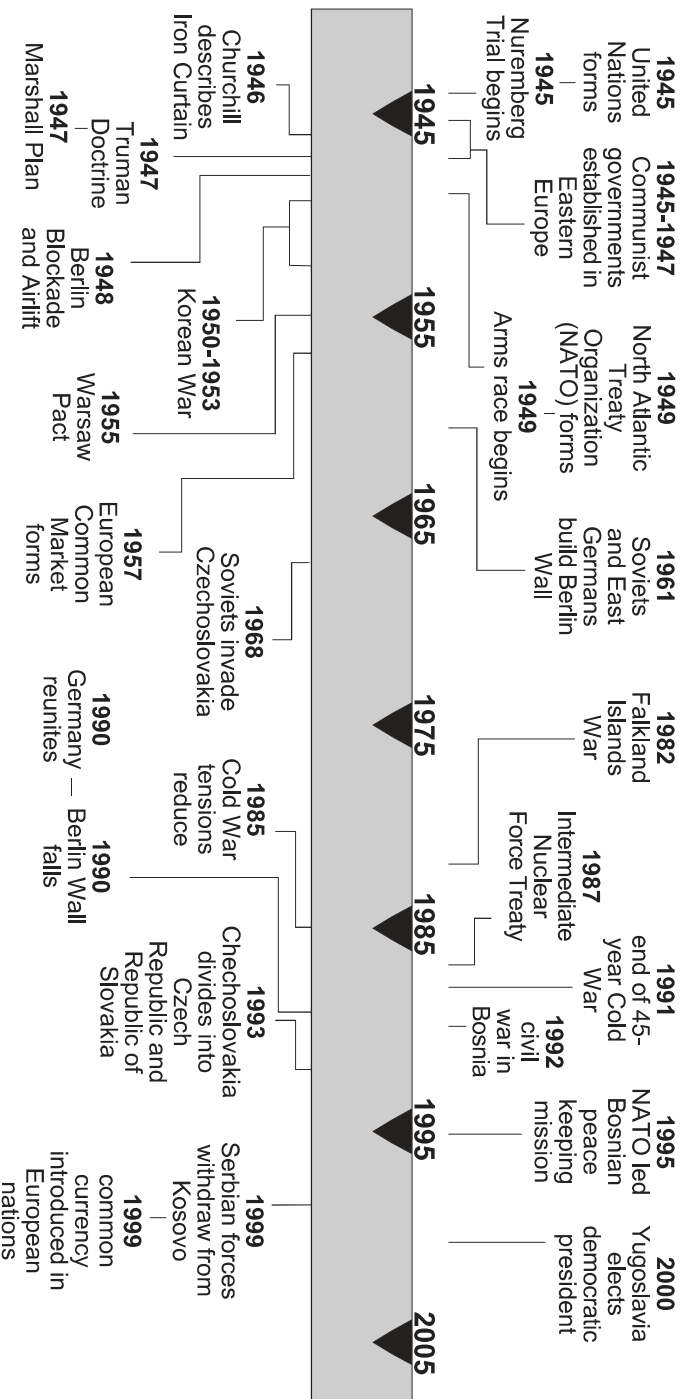 1945
United
Nations
forms
1945
Nuremberg
Trial begins
1945-1947
Communist
governments
established in
Eastern
Europe
1949
North Atlantic
Treaty
Organization
(NATO) forms
1949
Arms race begins
1961
Soviets
and East
Germans
build Berlin
Wall
1982
Falkland
Islands
War
1987
Intermediate
Nuclear
Force Treaty
1991
end of 45-
year Cold
War
1992
civil
war in
Bosnia
1995
NATO led
Bosnian
peace
keeping
mission
2000
Yugoslavia
elects
democratic
president
1945
1955
1965
1975
1985
1995
2005
1946
Churchill
describes
Iron Curtain
1947
Truman
Doctrine
1947
Marshall Plan
1948
Berlin
Blockade
and Airlift
1950-1953
Korean War
1955
Warsaw
Pact
1957
European
Common
Market
forms
1968
Soviets invade
Czechoslovakia
1985
Cold War
tensions
reduce
1990
Germany
reunites
1990
Berlin Wall
falls
1993
Chechoslovakia
divides into
Czech
Republic and
Republic of
Slovakia
1999
Serbian forces
withdraw from
Kosovo
1999
common
currency
introduced in
European
nations